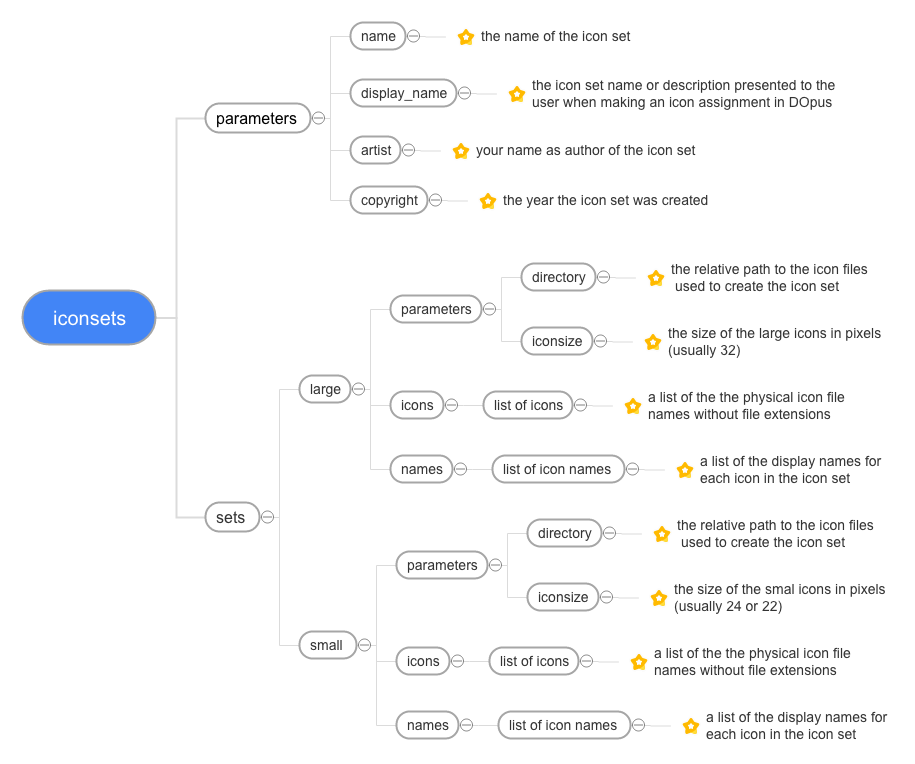 name
the name of the icon set
display_name
the icon set name or description presented to the
user when making an icon assignment in DOpus
parameters
artist
your name as author of the icon set
copyright
the year the icon set was created
iconsets
directory
the relative path to the icon files
used to create the icon set
parameters
iconsize
the size of the large icons in pixels
(usually 32)
large
icons
list of icons
a list of the the physical icon file
names without file extensions
names
list of icon names
a list of the display names for
each icon in the icon set
sets
directory
the relative path to the icon files
used to create the icon set
parameters
iconsize
the size of the smal icons in pixels
(usually 24 or 22)
small
icons
list of icons
a list of the the physical icon file
names without file extensions
names
list of icon names
a list of the display names for
each icon in the icon set